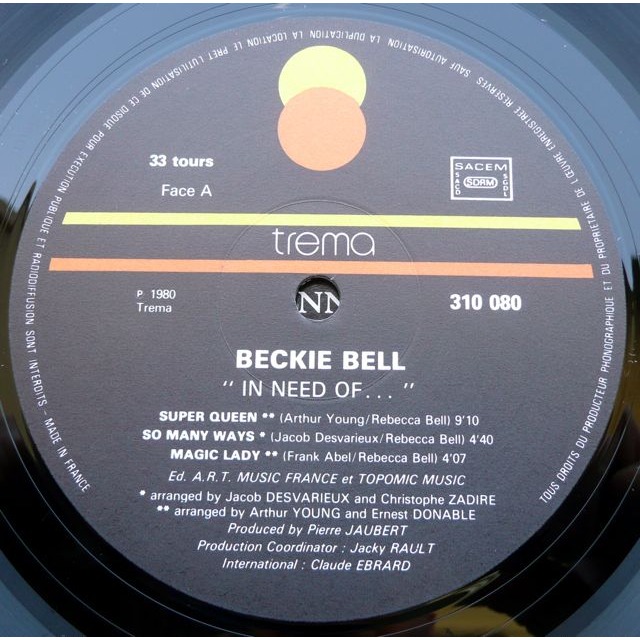 TOUS DROITS DU PRODUCTEUR PHONOGRAPHIQUE ET DU PROPRIETAIRE DE L'ŒUVRE ENREGISTREE RESERVES SAUF AUTORISATION LA DUPLICATION LA LOCATION LE PRET L'UTILISATION DE CE DISQUE POUR EXECUTION PUBLIQUE ET RADIODIFFUSION SONT INTERDITS - MADE IN FRANCE
33 tours
Face A
SACEM
SACD
SDRM
SGDL
trema
P 1980
Trema
NN
310 080
BECKIE BELL
" IN NEED OF... "
SUPER QUEEN ** (Arthur Young/Rebecca Bell) 9'10
SO MANY WAYS * (Jacob Desvarieux/Rebecca Bell) 4'40
MAGIC LADY ** (Frank Abel/Rebecca Bell) 4'07
Ed. A.R.T. MUSIC FRANCE et TOPOMIC MUSIC
* arranged by Jacob DESVARIEUX and Christophe ZADIRE
** arranged by Arthur YOUNG and Ernest DONABLE
Produced by Pierre JAUBERT
Production Coordinator : Jacky RAULT
International : Claude EBRARD